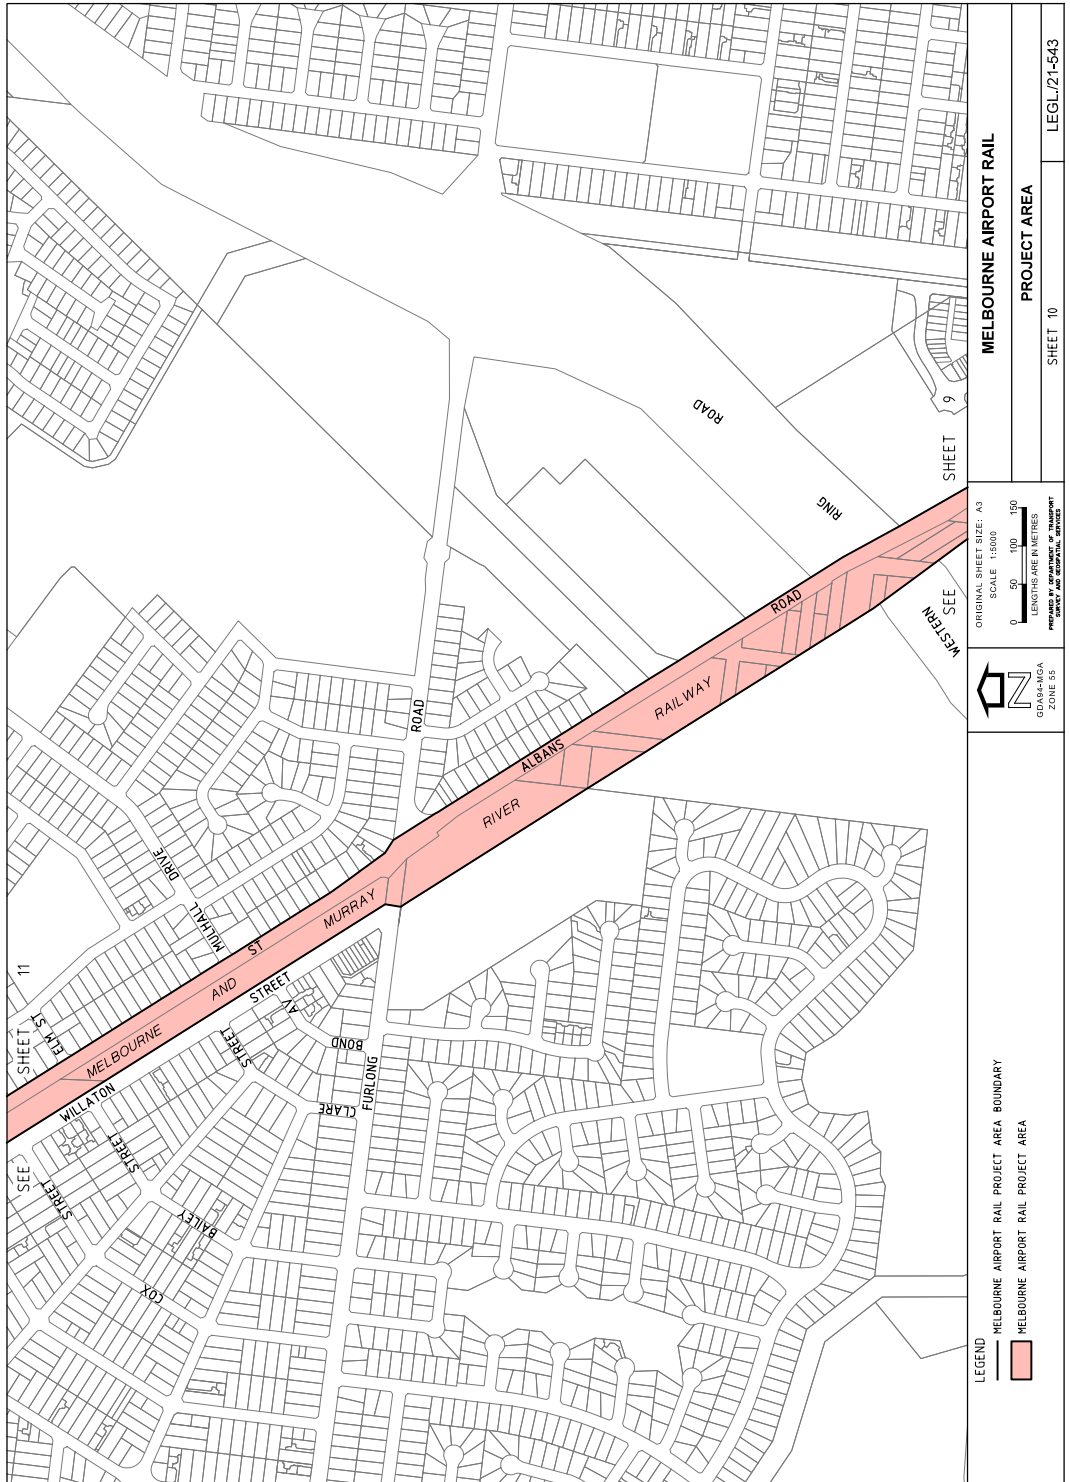 SEE SHEET 11
ELM ST
MELBOURNE AND MURRAY RIVER RAILWAY
WILLATON STREET
STREET
STREET
STREET
MULHALL DRIVE
ST ALBANS ROAD
AV
BOND
CLARE
FURLONG ROAD
BAILEY
COX
WESTERN RING ROAD
SEE SHEET 9
LEGEND
MELBOURNE AIRPORT RAIL PROJECT AREA BOUNDARY
MELBOURNE AIRPORT RAIL PROJECT AREA
N
GDA94-MGA
ZONE 55
ORIGINAL SHEET SIZE: A3
SCALE 1:5000
0 50 100 150
LENGTHS ARE IN METRES
PREPARED BY DEPARTMENT OF TRANSPORT
SURVEY AND GEOSPATIAL SERVICES
MELBOURNE AIRPORT RAIL
PROJECT AREA
SHEET 10
LEGL./21-543